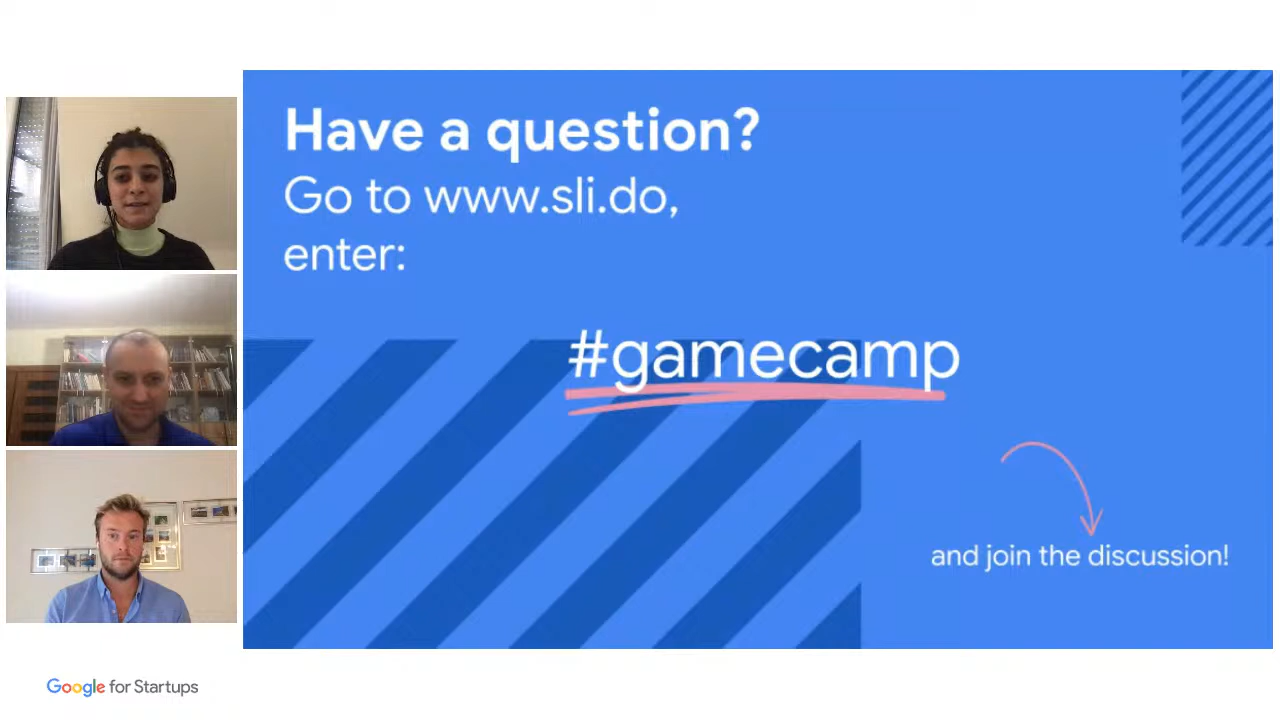 Have a question?
Go to www.sli.do,
enter:
#gamecamp
and join the discussion!
Google for Startups